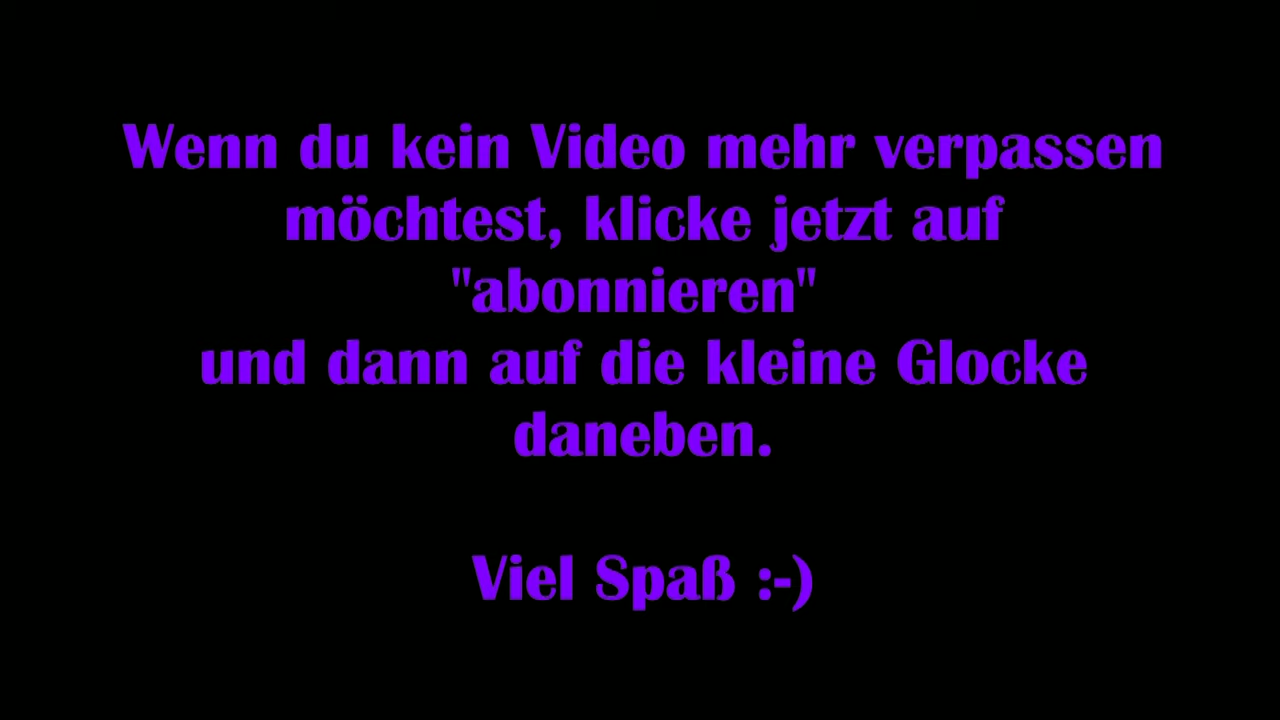 Wenn du kein Video mehr verpassen
möchtest, klicke jetzt auf
"abonnieren"
und dann auf die kleine Glocke
daneben.
Viel Spaß :-)